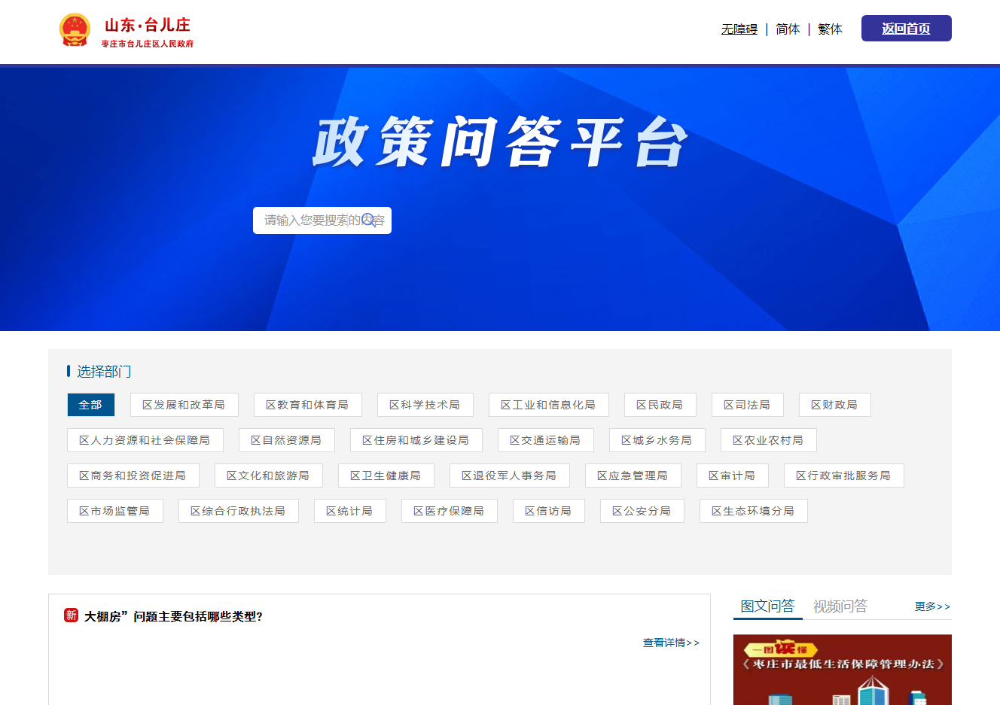 山东·台儿庄
枣庄市台儿庄区人民政府
无障碍 | 简体 | 繁体 返回首页
政策问答平台
请输入您要搜索的内容
选择部门
全部 区发展和改革局 区教育和体育局 区科学技术局 区工业和信息化局 区民政局 区司法局 区财政局
区人力资源和社会保障局 区自然资源局 区住房和城乡建设局 区交通运输局 区城乡水务局 区农业农村局
区商务和投资促进局 区文化和旅游局 区卫生健康局 区退役军人事务局 区应急管理局 区审计局 区行政审批服务局
区市场监管局 区综合行政执法局 区统计局 区医疗保障局 区信访局 区公安分局 区生态环境分局
新 大棚房”问题主要包括哪些类型?
查看详情>>
图文问答 视频问答 更多>>
一图读懂
《枣庄市最低生活保障管理办法》